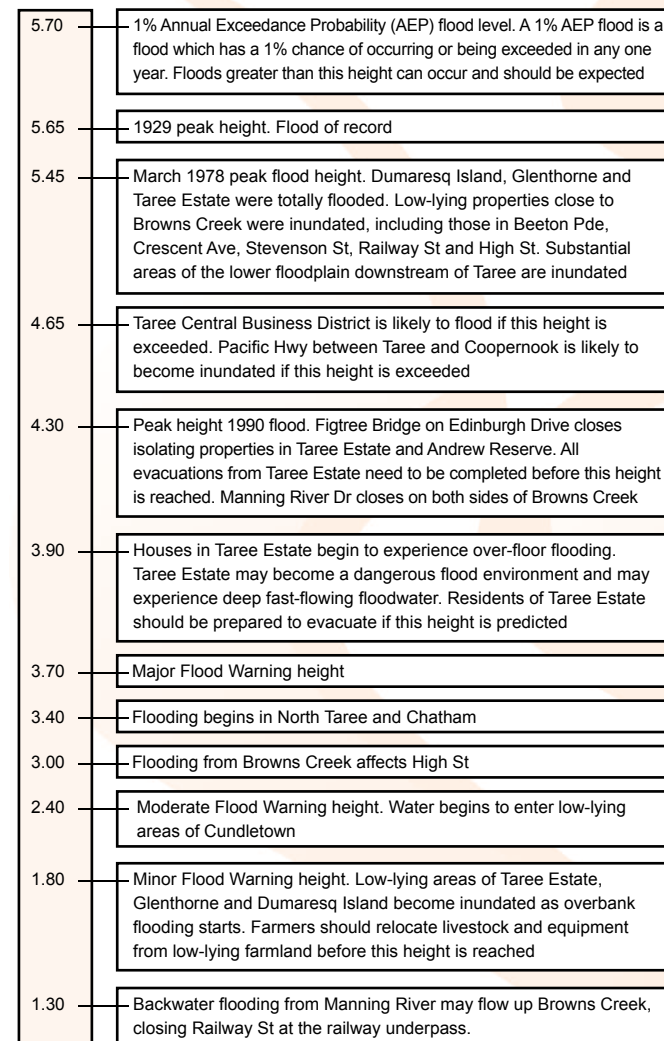 5.70 1% Annual Exceedance Probability (AEP) flood level. A 1% AEP flood is a
flood which has a 1% chance of occurring or being exceeded in any one
year. Floods greater than this height can occur and should be expected
5.65 1929 peak height. Flood of record
5.45 March 1978 peak flood height. Dumaresq Island, Glenthorne and
Taree Estate were totally flooded. Low-lying properties close to
Browns Creek were inundated, including those in Beeton Pde,
Crescent Ave, Stevenson St, Railway St and High St. Substantial
areas of the lower floodplain downstream of Taree are inundated
4.65 Taree Central Business District is likely to flood if this height is
exceeded. Pacific Hwy between Taree and Coopernook is likely to
become inundated if this height is exceeded
4.30 Peak height 1990 flood. Figtree Bridge on Edinburgh Drive closes
isolating properties in Taree Estate and Andrew Reserve. All
evacuations from Taree Estate need to be completed before this height
is reached. Manning River Dr closes on both sides of Browns Creek
3.90 Houses in Taree Estate begin to experience over-floor flooding.
Taree Estate may become a dangerous flood environment and may
experience deep fast-flowing floodwater. Residents of Taree Estate
should be prepared to evacuate if this height is predicted
3.70 Major Flood Warning height
3.40 Flooding begins in North Taree and Chatham
3.00 Flooding from Browns Creek affects High St
2.40 Moderate Flood Warning height. Water begins to enter low-lying
areas of Cundletown
1.80 Minor Flood Warning height. Low-lying areas of Taree Estate,
Glenthorne and Dumaresq Island become inundated as overbank
flooding starts. Farmers should relocate livestock and equipment
from low-lying farmland before this height is reached
1.30 Backwater flooding from Manning River may flow up Browns Creek,
closing Railway St at the railway underpass.